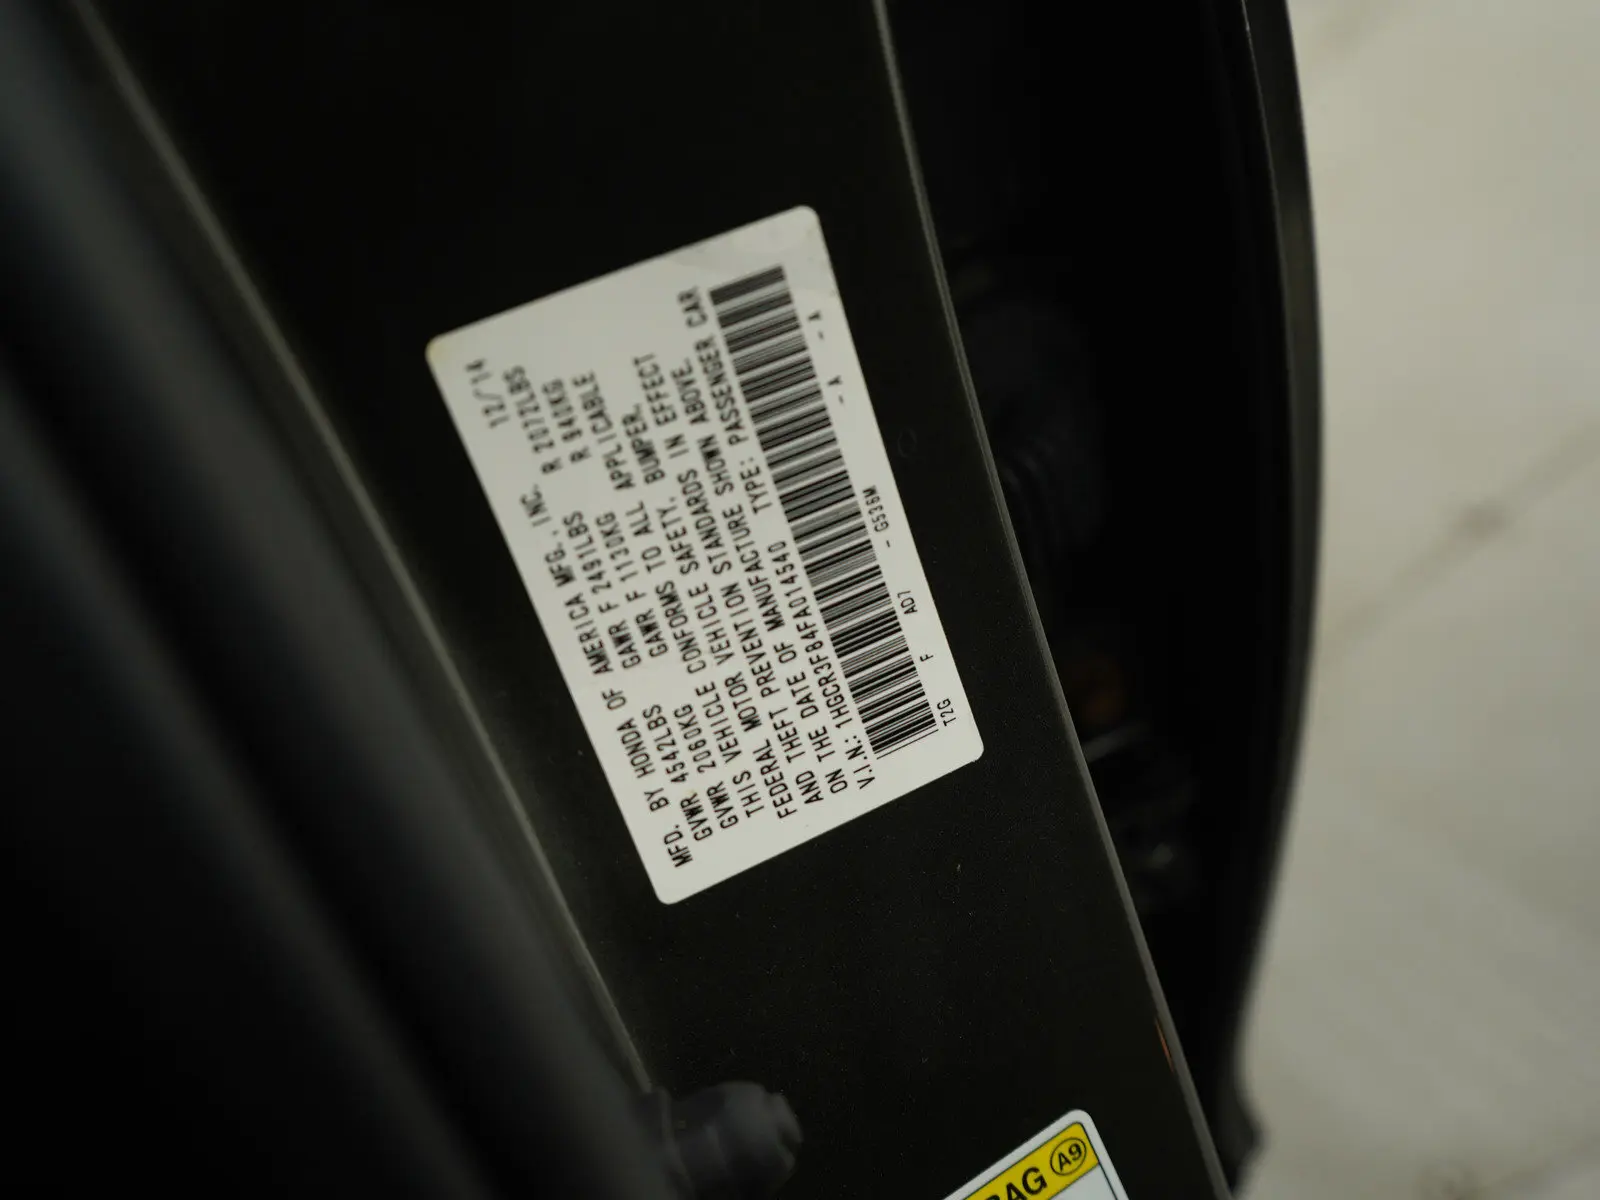 MFD. BY HONDA OF AMERICA MFG., INC. 12/14
GVWR 4542LBS GAWR F 2491LBS R 2072LBS
GVWR 2060KG GAWR F 1130KG R 940KG
THIS VEHICLE CONFORMS TO ALL APPLICABLE
FEDERAL MOTOR VEHICLE SAFETY, BUMPER,
AND THEFT PREVENTION STANDARDS IN EFFECT
ON THE DATE OF MANUFACTURE SHOWN ABOVE.
V.I.N.: 1HGCR3F84FA014540 TYPE: PASSENGER CAR
T2G F AD7 - G536M - A - A
BAG A9